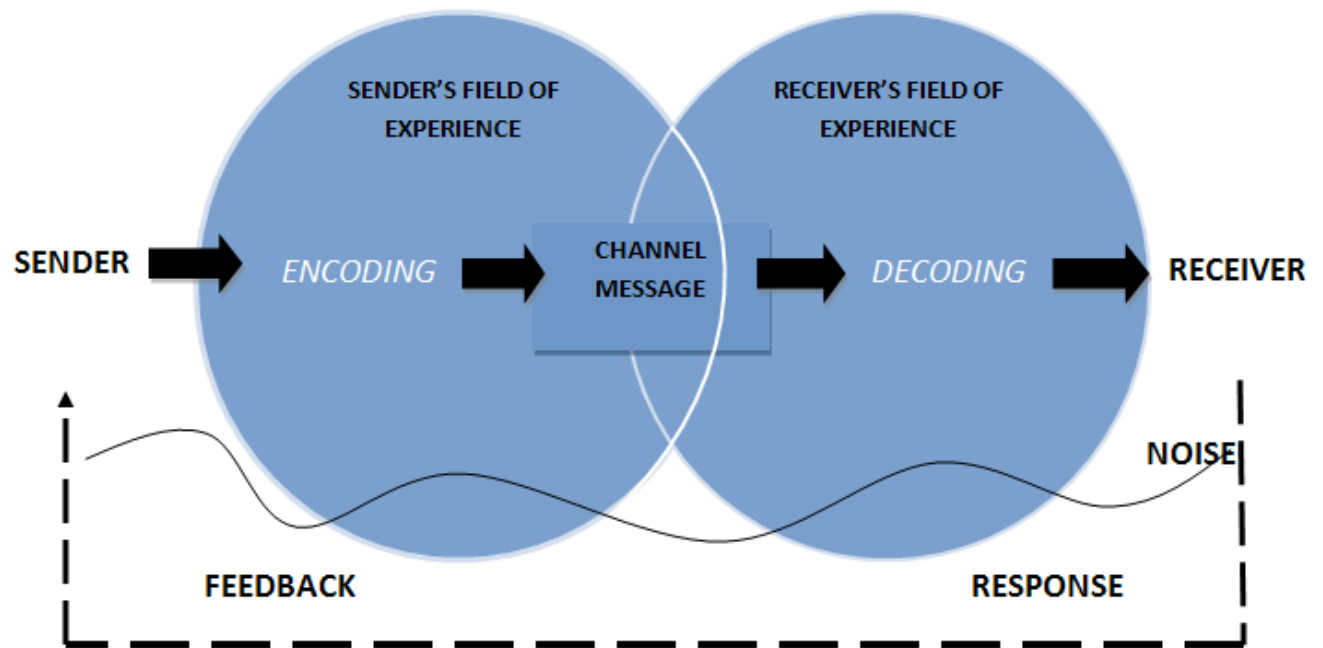 SENDER'S FIELD OF
EXPERIENCE
RECEIVER'S FIELD OF
EXPERIENCE
SENDER
ENCODING
CHANNEL
MESSAGE
DECODING
RECEIVER
NOISE
FEEDBACK
RESPONSE